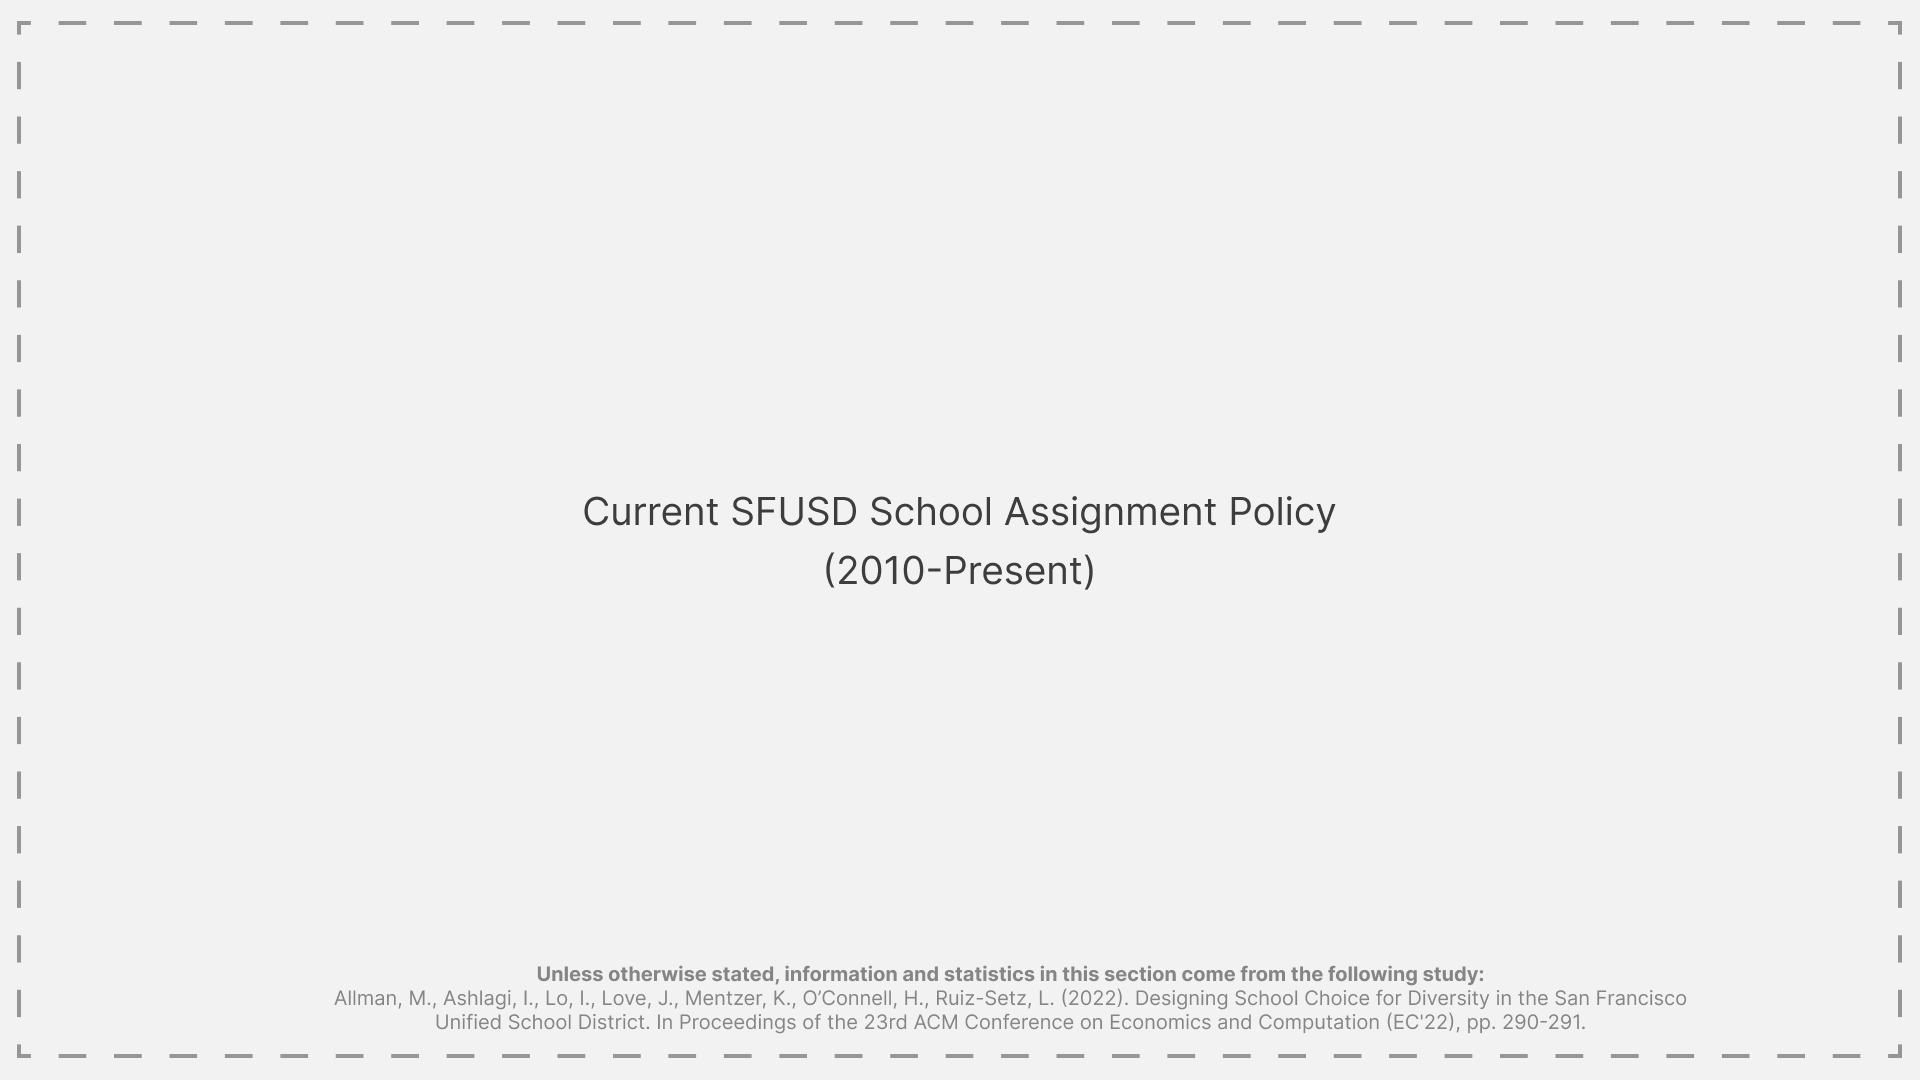 Current SFUSD School Assignment Policy
(2010-Present)
Unless otherwise stated, information and statistics in this section come from the following study:
Allman, M., Ashlagi, I., Lo, I., Love, J., Mentzer, K., O’Connell, H., Ruiz-Setz, L. (2022). Designing School Choice for Diversity in the San Francisco
Unified School District. In Proceedings of the 23rd ACM Conference on Economics and Computation (EC'22), pp. 290-291.